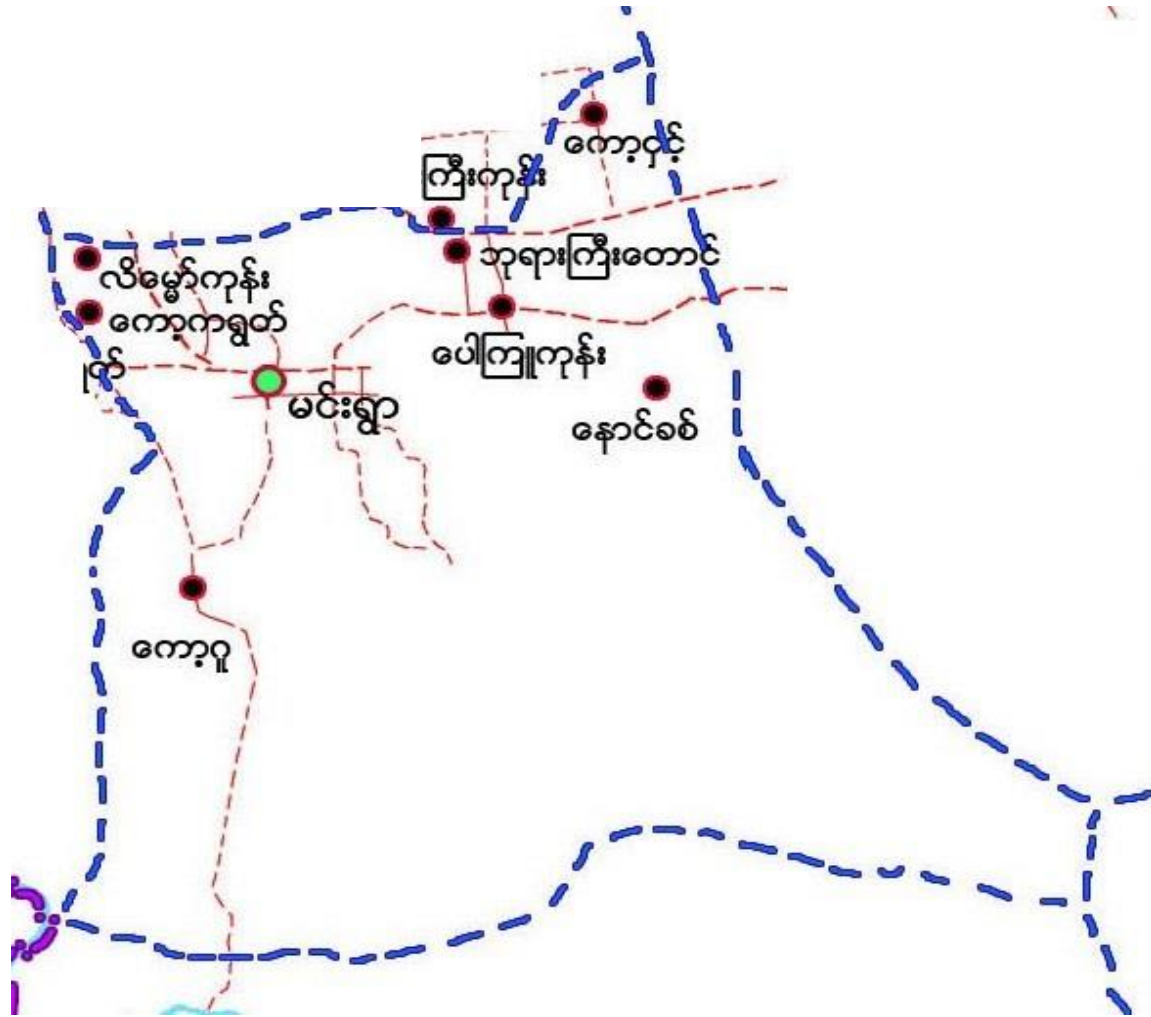 ကော့ငှင့်
ကြီးကုန်း
ဘုရားကြီးတောင်
လိမ္မော်ကုန်း
ကော့ကရွတ်
ပေါကြူကုန်း
မင်းရွာ
နောင်ခစ်
ကော့ဂူ